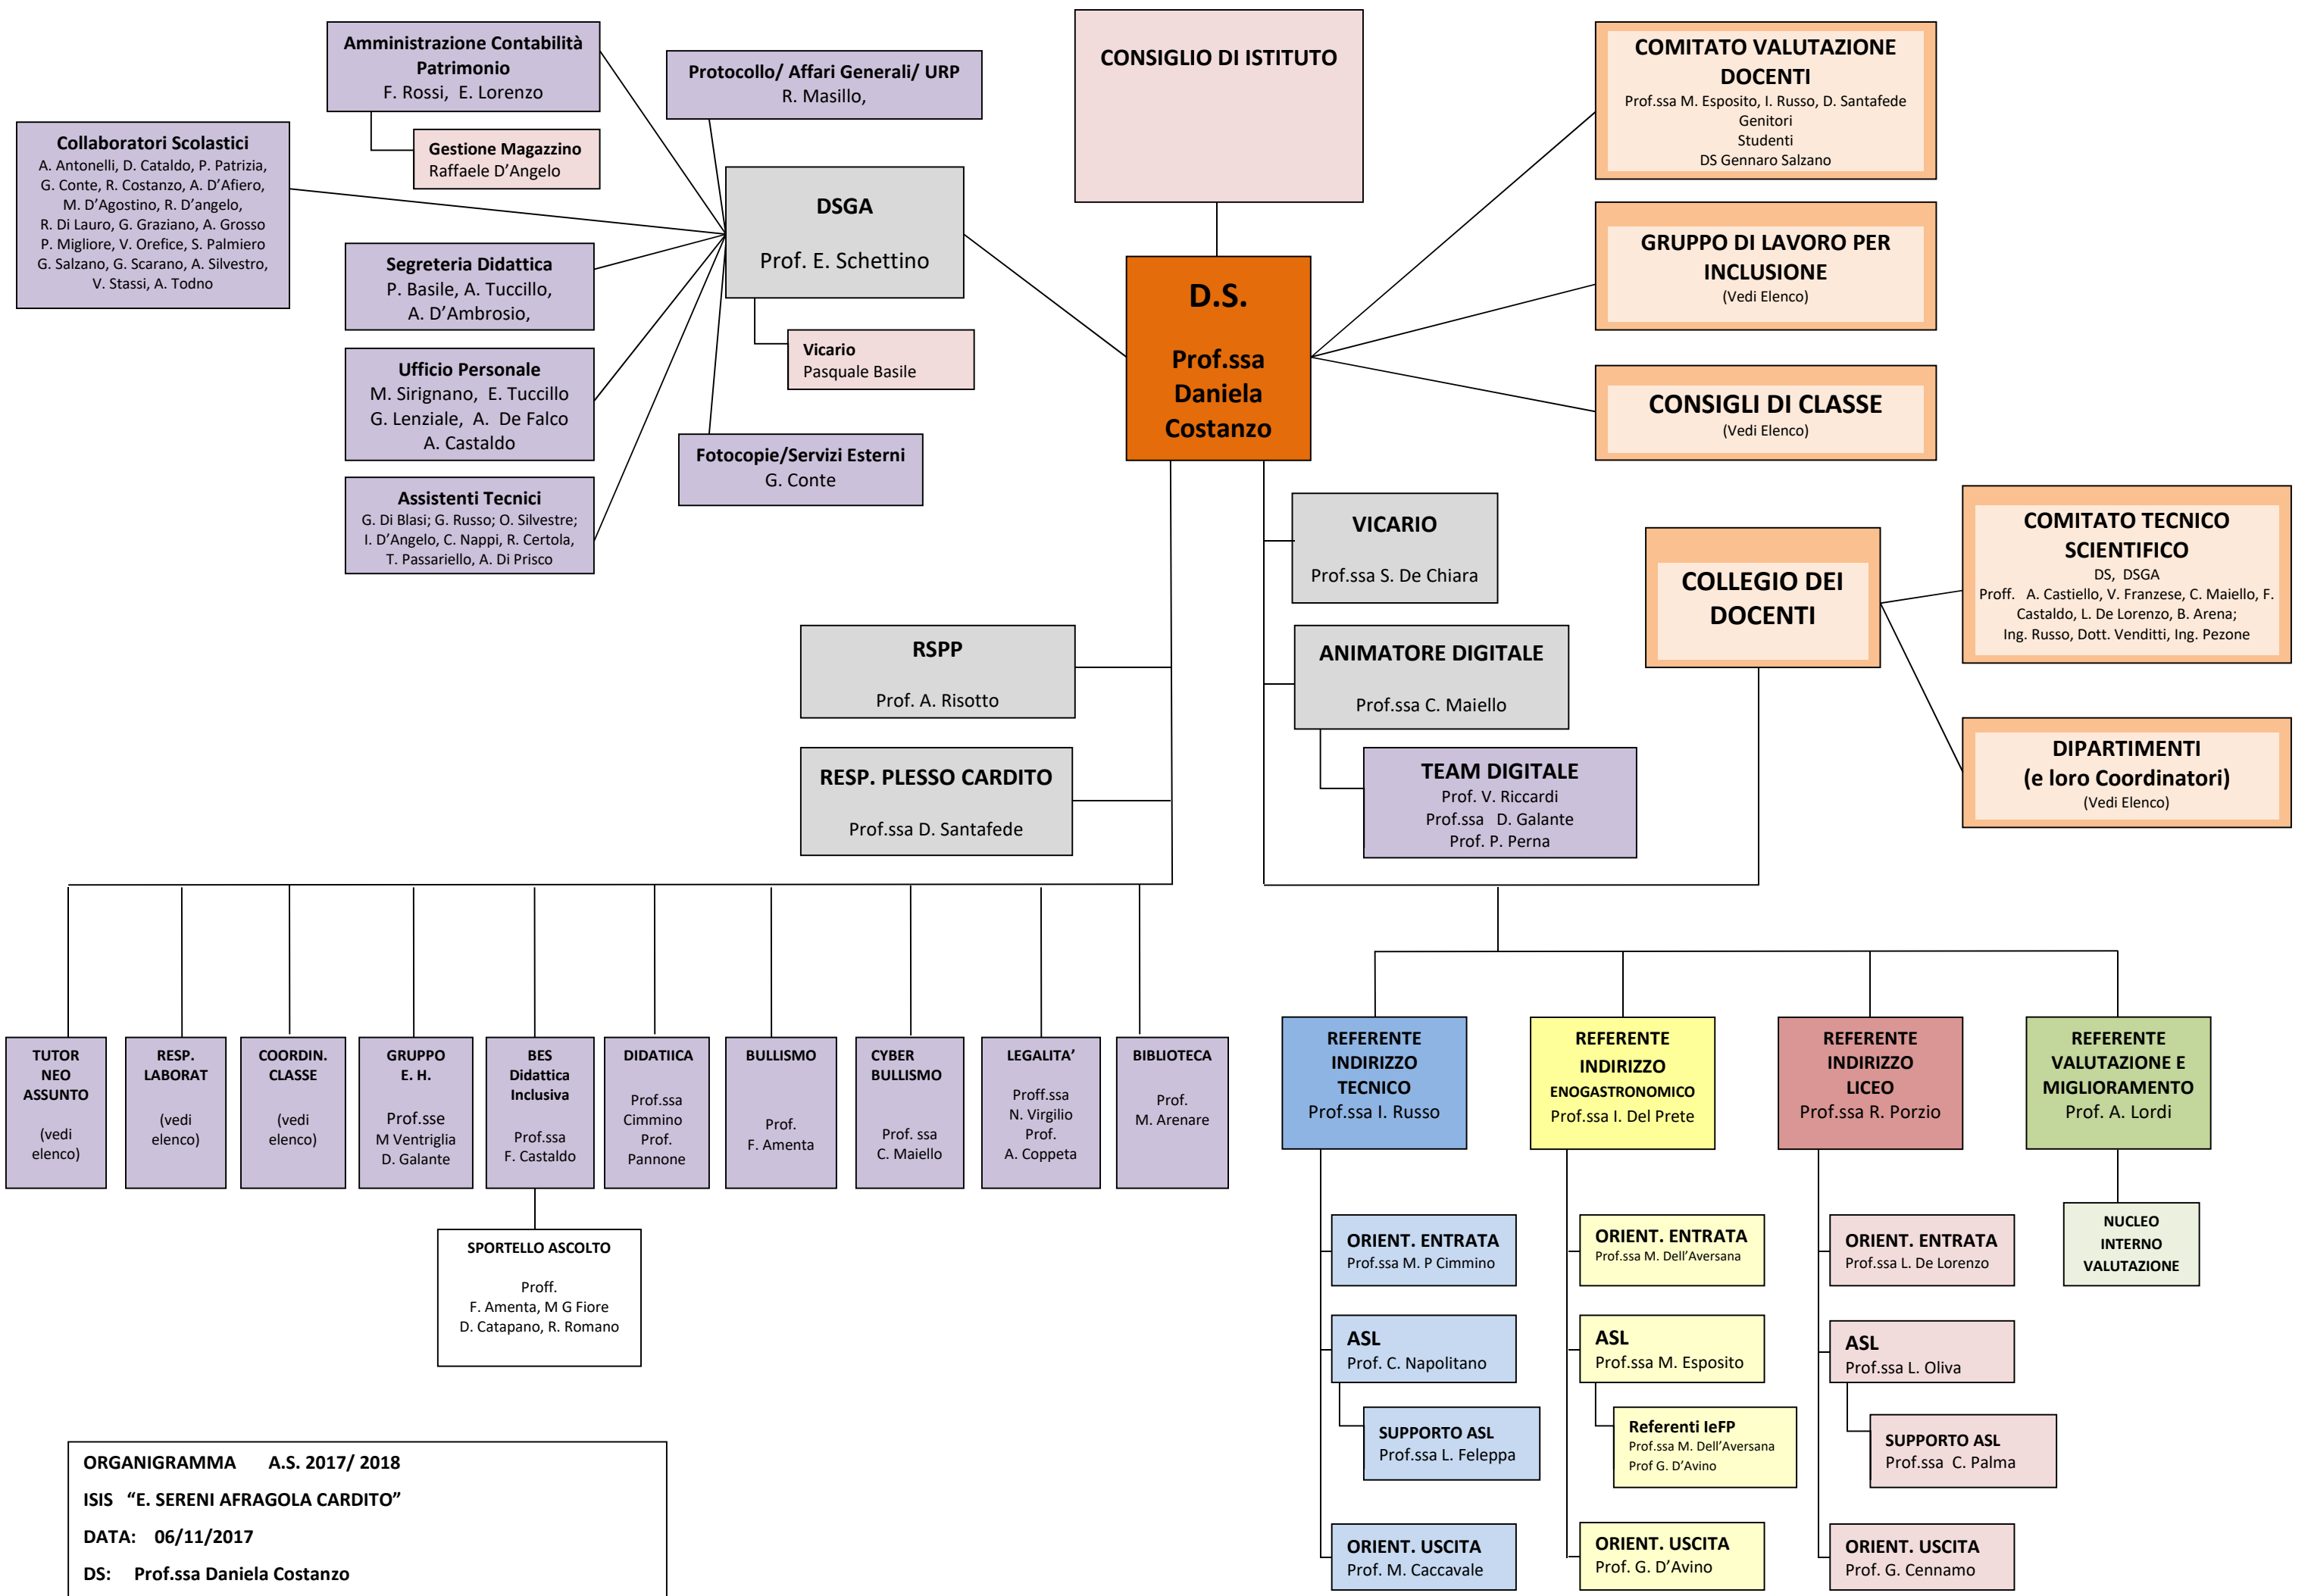 Amministrazione Contabilità
Patrimonio
F. Rossi, E. Lorenzo
Protocollo/ Affari Generali/ URP
R. Masillo,
CONSIGLIO DI ISTITUTO
COMITATO VALUTAZIONE
DOCENTI
Prof.ssa M. Esposito, I. Russo, D. Santafede
Genitori
Studenti
DS Gennaro Salzano
Collaboratori Scolastici
A. Antonelli, D. Cataldo, P. Patrizia,
G. Conte, R. Costanzo, A. D'Afiero,
M. D'Agostino, R. D'angelo,
R. Di Lauro, G. Graziano, A. Grosso
P. Migliore, V. Orefice, S. Palmiero
G. Salzano, G. Scarano, A. Silvestro,
V. Stassi, A. Todno
Gestione Magazzino
Raffaele D'Angelo
DSGA
Prof. E. Schettino
GRUPPO DI LAVORO PER
INCLUSIONE
(Vedi Elenco)
Segreteria Didattica
P. Basile, A. Tuccillo,
A. D'Ambrosio,
D.S.
Prof.ssa
Daniela
Costanzo
Vicario
Pasquale Basile
Ufficio Personale
M. Sirignano, E. Tuccillo
G. Lenziale, A. De Falco
A. Castaldo
CONSIGLI DI CLASSE
(Vedi Elenco)
Fotocopie/Servizi Esterni
G. Conte
Assistenti Tecnici
G. Di Blasi; G. Russo; O. Silvestre;
I. D'Angelo, C. Nappi, R. Certola,
T. Passariello, A. Di Prisco
VICARIO
Prof.ssa S. De Chiara
COLLEGIO DEI
DOCENTI
COMITATO TECNICO
SCIENTIFICO
DS, DSGA
Proff. A. Castiello, V. Franzese, C. Maiello, F.
Castaldo, L. De Lorenzo, B. Arena;
Ing. Russo, Dott. Venditti, Ing. Pezone
RSPP
Prof. A. Risotto
ANIMATORE DIGITALE
Prof.ssa C. Maiello
RESP. PLESSO CARDITO
Prof.ssa D. Santafede
TEAM DIGITALE
Prof. V. Riccardi
Prof.ssa D. Galante
Prof. P. Perna
DIPARTIMENTI
(e loro Coordinatori)
(Vedi Elenco)
TUTOR
NEO
ASSUNTO
(vedi
elenco)
RESP.
LABORAT
(vedi
elenco)
COORDIN.
CLASSE
(vedi
elenco)
GRUPPO
E. H.
Prof.sse
M Ventriglia
D. Galante
BES
Didattica
Inclusiva
Prof.ssa
F. Castaldo
DIDATIICA
Prof.ssa
Cimmino
Prof.
Pannone
BULLISMO
Prof.
F. Amenta
CYBER
BULLISMO
Prof. ssa
C. Maiello
LEGALITA'
Proff.ssa
N. Virgilio
Prof.
A. Coppeta
BIBLIOTECA
Prof.
M. Arenare
REFERENTE
INDIRIZZO
TECNICO
Prof.ssa I. Russo
REFERENTE
INDIRIZZO
ENOGASTRONOMICO
Prof.ssa I. Del Prete
REFERENTE
INDIRIZZO
LICEO
Prof.ssa R. Porzio
REFERENTE
VALUTAZIONE E
MIGLIORAMENTO
Prof. A. Lordi
SPORTELLO ASCOLTO
Proff.
F. Amenta, M G Fiore
D. Catapano, R. Romano
ORIENT. ENTRATA
Prof.ssa M. P Cimmino
ORIENT. ENTRATA
Prof.ssa M. Dell'Aversana
ORIENT. ENTRATA
Prof.ssa L. De Lorenzo
NUCLEO
INTERNO
VALUTAZIONE
ASL
Prof. C. Napolitano
ASL
Prof.ssa M. Esposito
ASL
Prof.ssa L. Oliva
SUPPORTO ASL
Prof.ssa L. Feleppa
Referenti IeFP
Prof.ssa M. Dell'Aversana
Prof G. D'Avino
SUPPORTO ASL
Prof.ssa C. Palma
ORIENT. USCITA
Prof. M. Caccavale
ORIENT. USCITA
Prof. G. D'Avino
ORIENT. USCITA
Prof. G. Cennamo
ORGANIGRAMMA A.S. 2017/ 2018
ISIS “E. SERENI AFRAGOLA CARDITO”
DATA: 06/11/2017
DS: Prof.ssa Daniela Costanzo